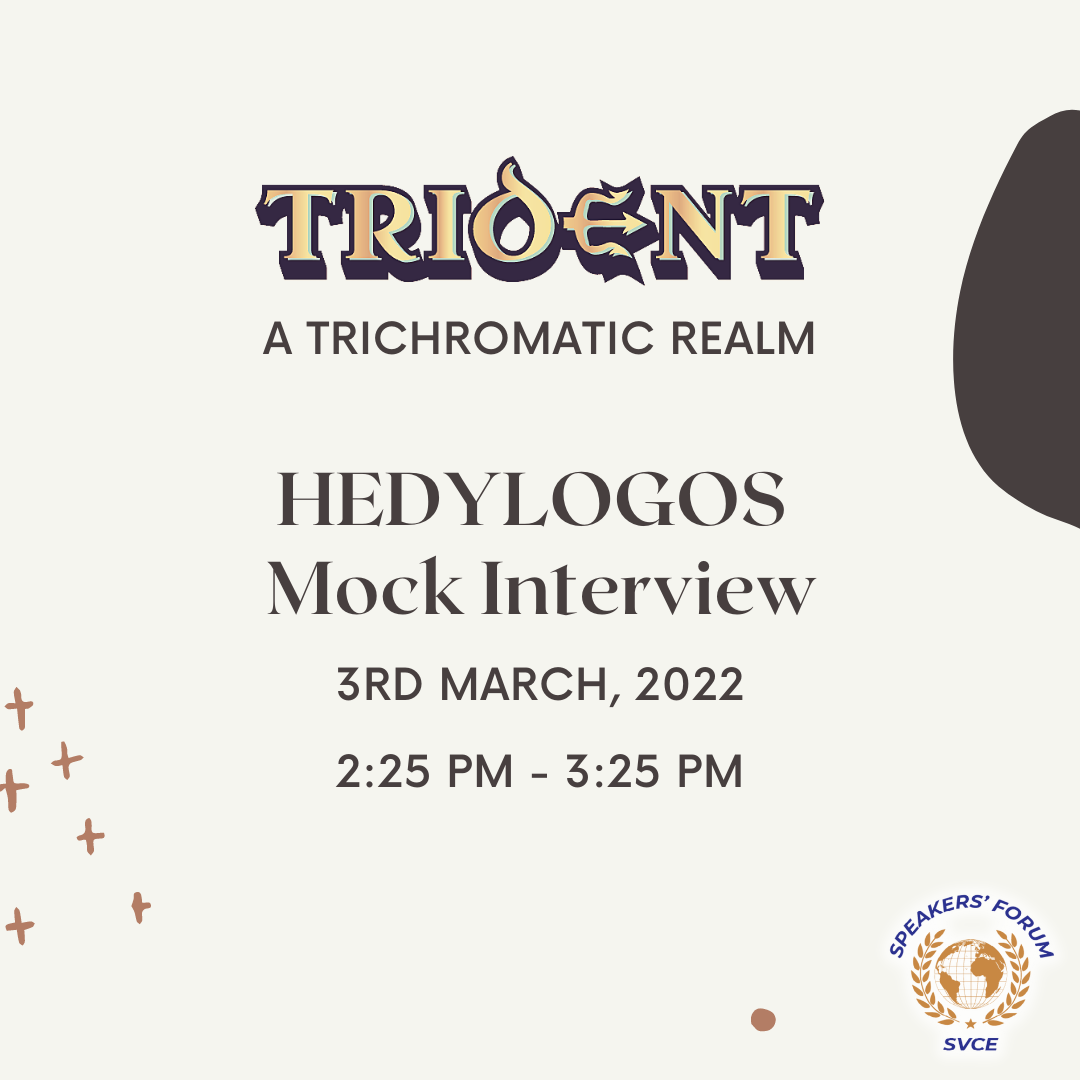 TRIDENT
A TRICHROMATIC REALM
HEDYLOGOS
Mock Interview
3RD MARCH, 2022
2:25 PM - 3:25 PM
SPEAKERS' FORUM
SVCE